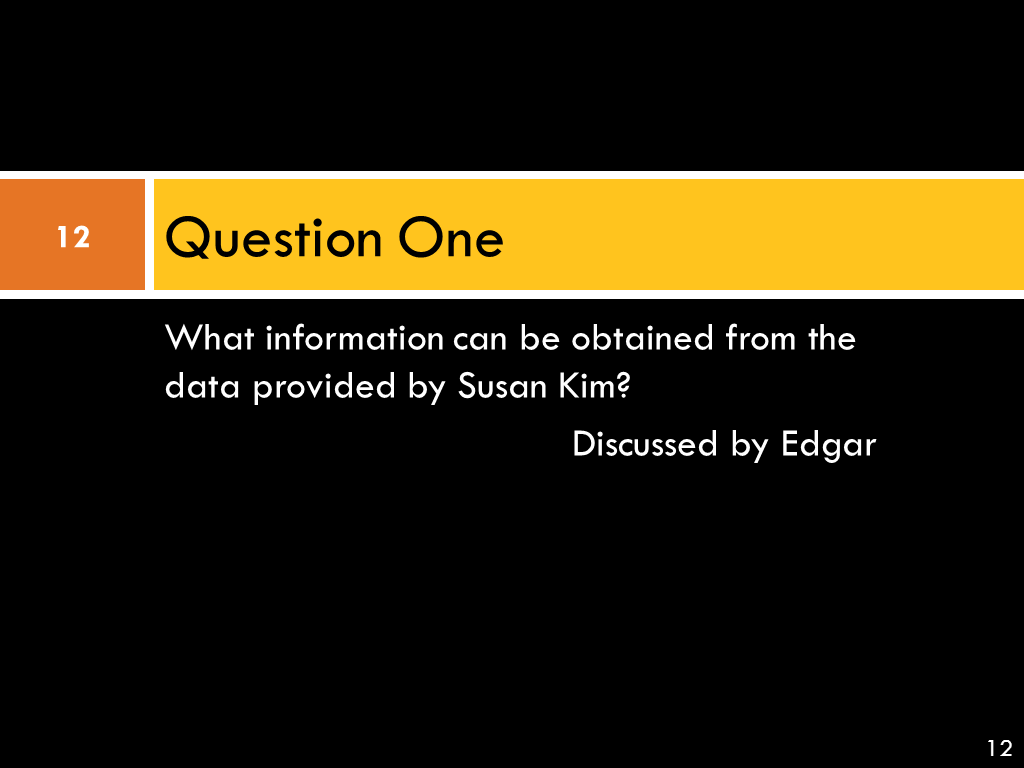 12
Question One
What information can be obtained from the
data provided by Susan Kim?
Discussed by Edgar
12